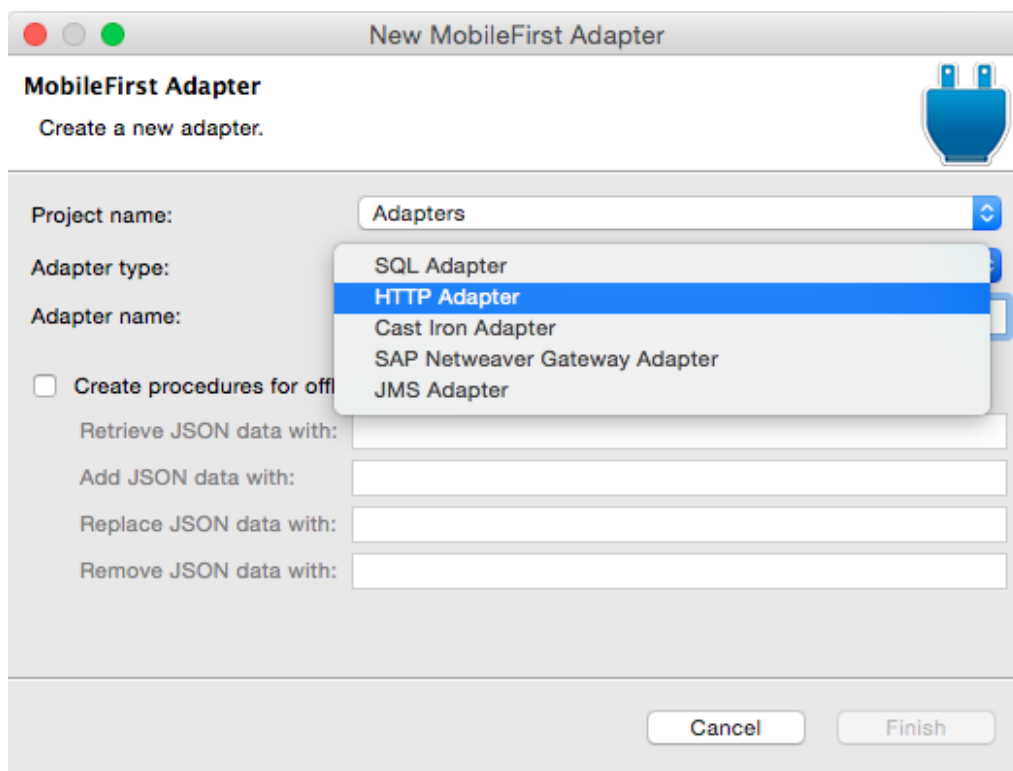 New MobileFirst Adapter
MobileFirst Adapter
Create a new adapter.
Project name:
Adapters
Adapter type:
SQL Adapter
HTTP Adapter
Cast Iron Adapter
SAP Netweaver Gateway Adapter
JMS Adapter
Adapter name:
Create procedures for offl
Retrieve JSON data with:
Add JSON data with:
Replace JSON data with:
Remove JSON data with:
Cancel
Finish